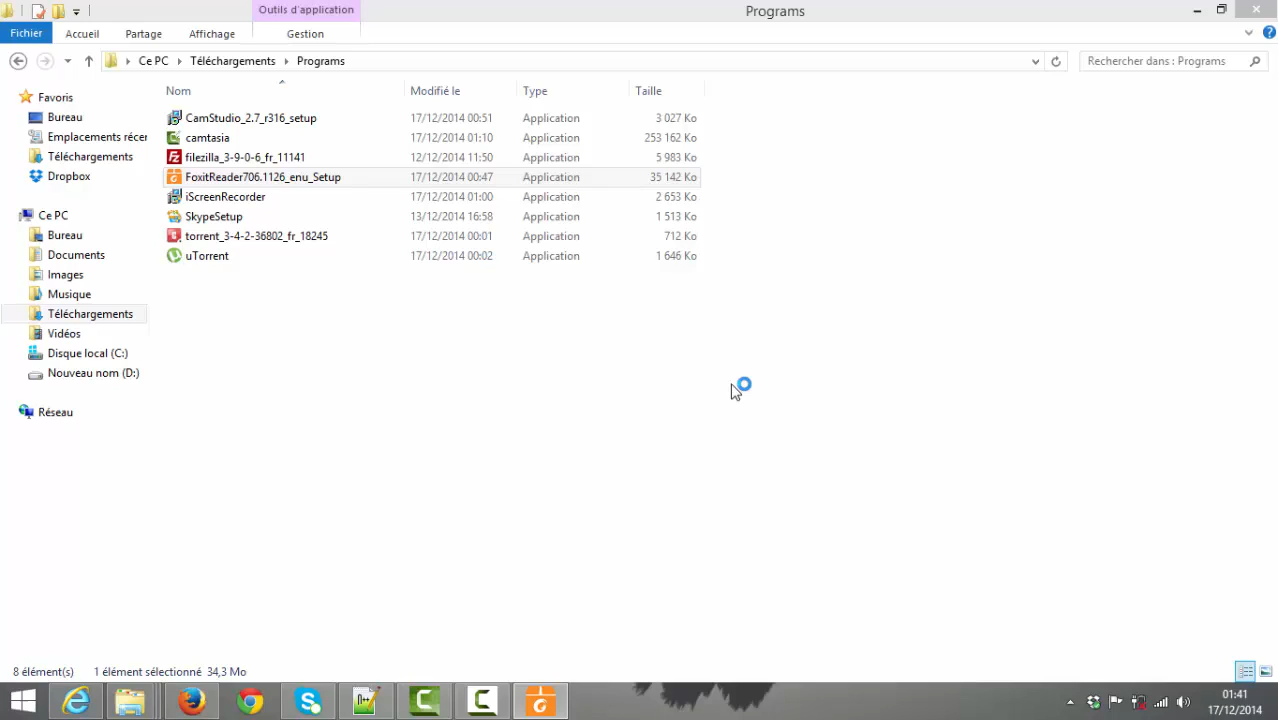 Outils d'application
Programs
Fichier Accueil Partage Affichage Gestion
Ce PC Téléchargements Programs
Rechercher dans : Programs
Nom Modifié le Type Taille
CamStudio_2.7_r316_setup 17/12/2014 00:51 Application 3 027 Ko
camtasia 17/12/2014 01:10 Application 253 162 Ko
filezilla_3-9-0-6_fr_11141 12/12/2014 11:50 Application 5 983 Ko
FoxitReader706.1126_enu_Setup 17/12/2014 00:47 Application 35 142 Ko
iScreenRecorder 17/12/2014 01:00 Application 2 653 Ko
SkypeSetup 13/12/2014 16:58 Application 1 513 Ko
torrent_3-4-2-36802_fr_18245 17/12/2014 00:01 Application 712 Ko
uTorrent 17/12/2014 00:02 Application 1 646 Ko
Favoris
Bureau
Emplacements récer
Téléchargements
Dropbox
Ce PC
Bureau
Documents
Images
Musique
Téléchargements
Vidéos
Disque local (C:)
Nouveau nom (D:)
Réseau
8 élément(s) 1 élément sélectionné 34,3 Mo
01:41
17/12/2014